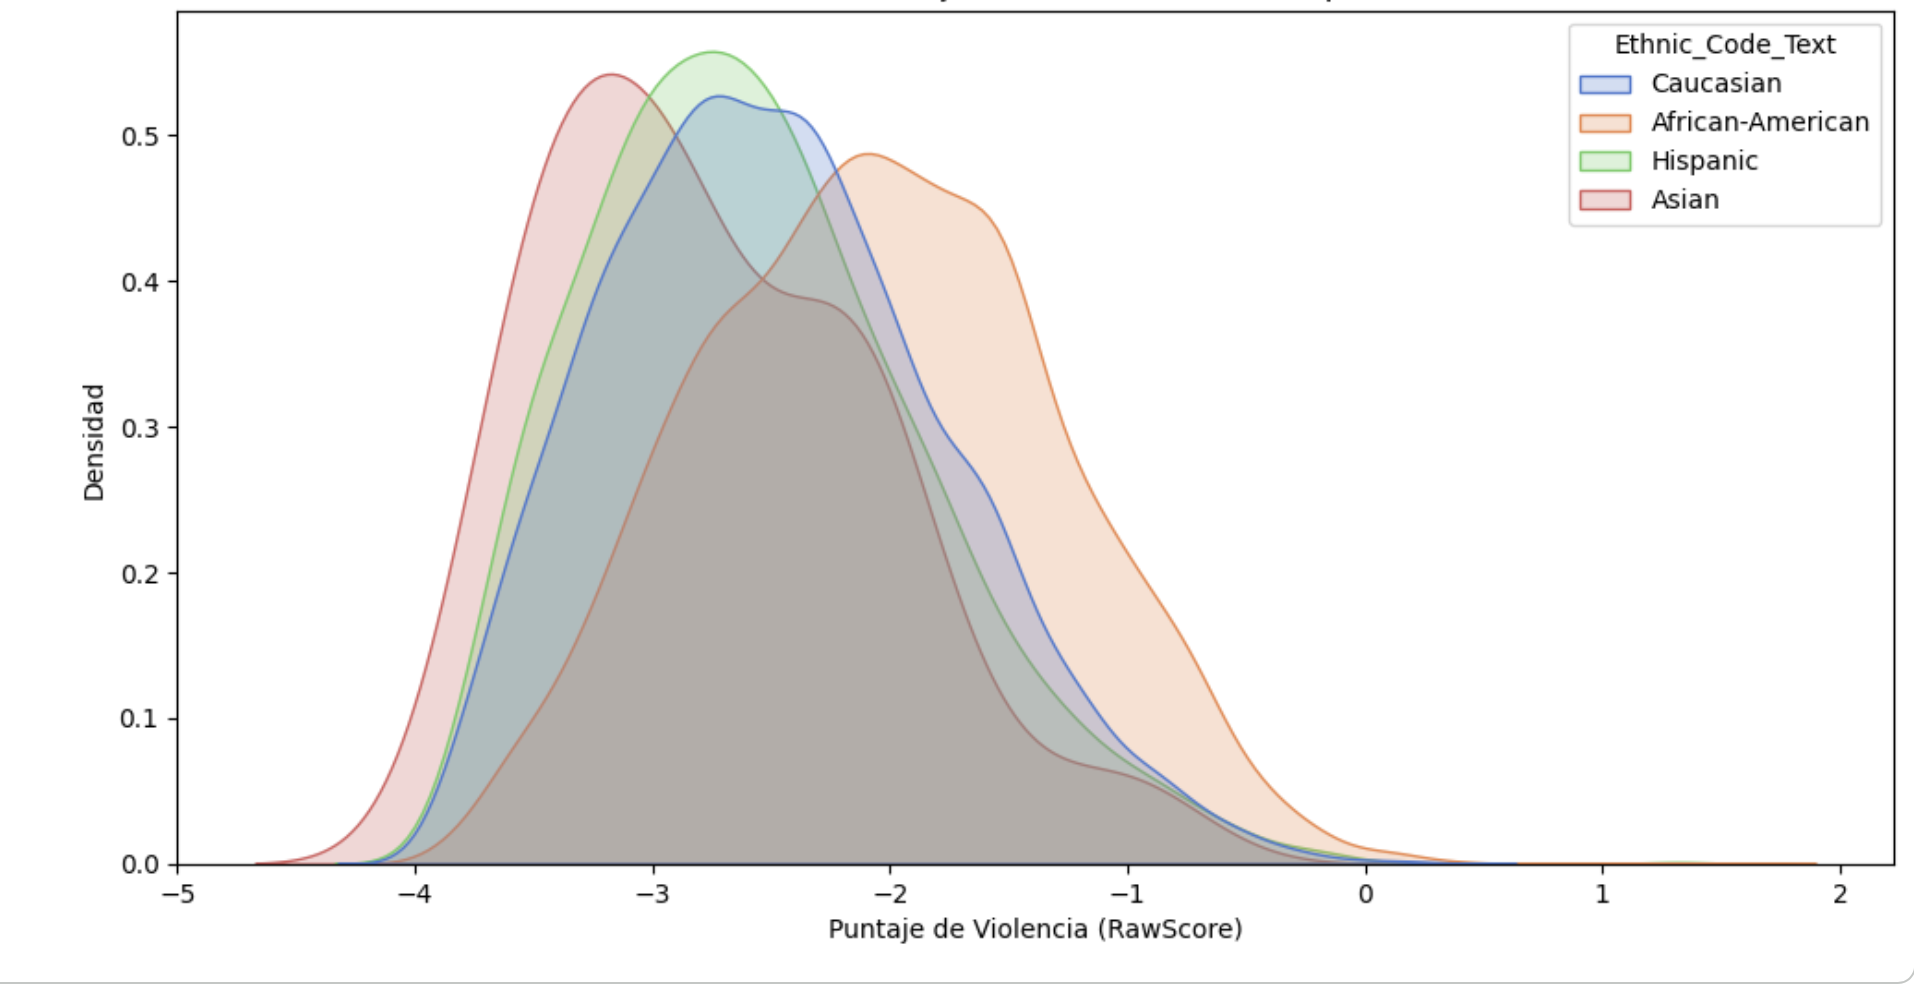 Ethnic_Code_Text
Caucasian
African-American
Hispanic
Asian
0.5
0.4
0.3
0.2
0.1
0.0
Densidad
−5 −4 −3 −2 −1 0 1 2
Puntaje de Violencia (RawScore)